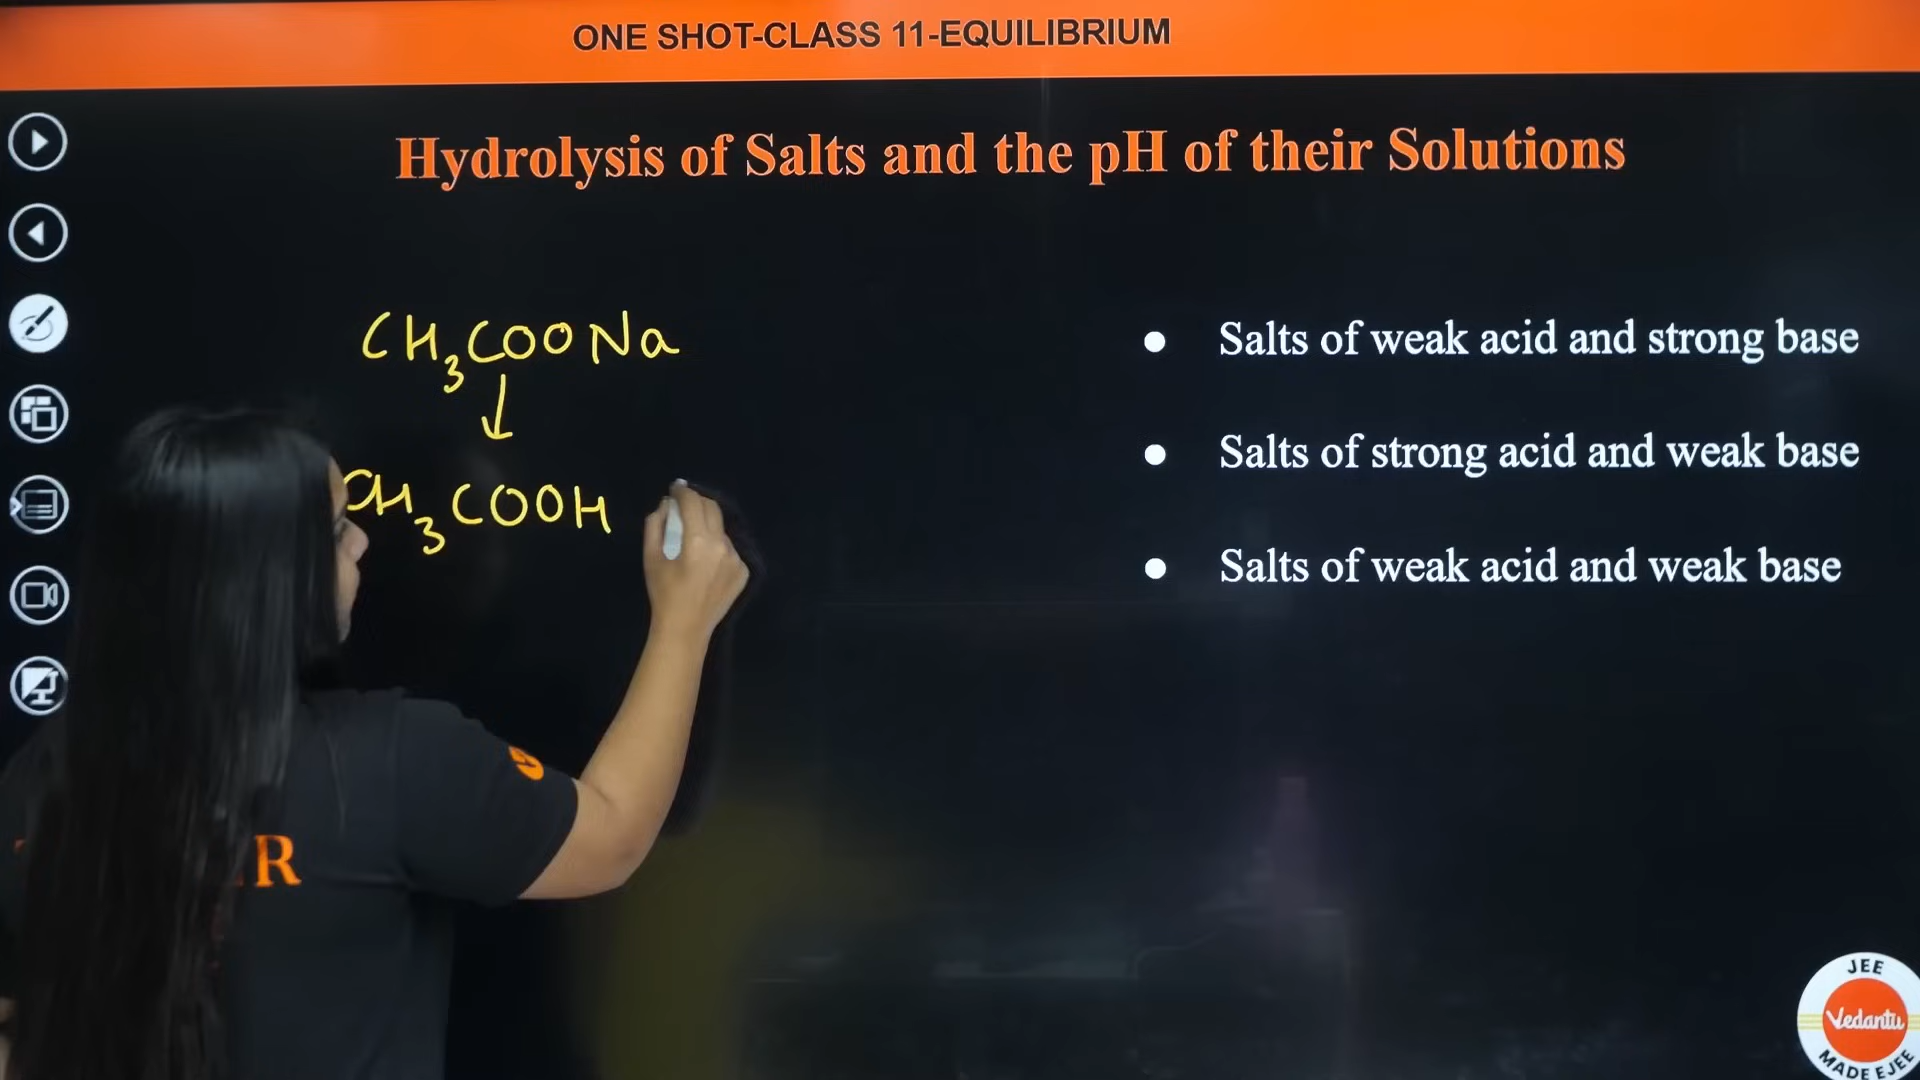 ONE SHOT-CLASS 11-EQUILIBRIUM
Hydrolysis of Salts and the pH of their Solutions
CH₃COONa
↓
CH₃COOH
● Salts of weak acid and strong base
● Salts of strong acid and weak base
● Salts of weak acid and weak base
R
JEE
Vedantu
MADE EJEE